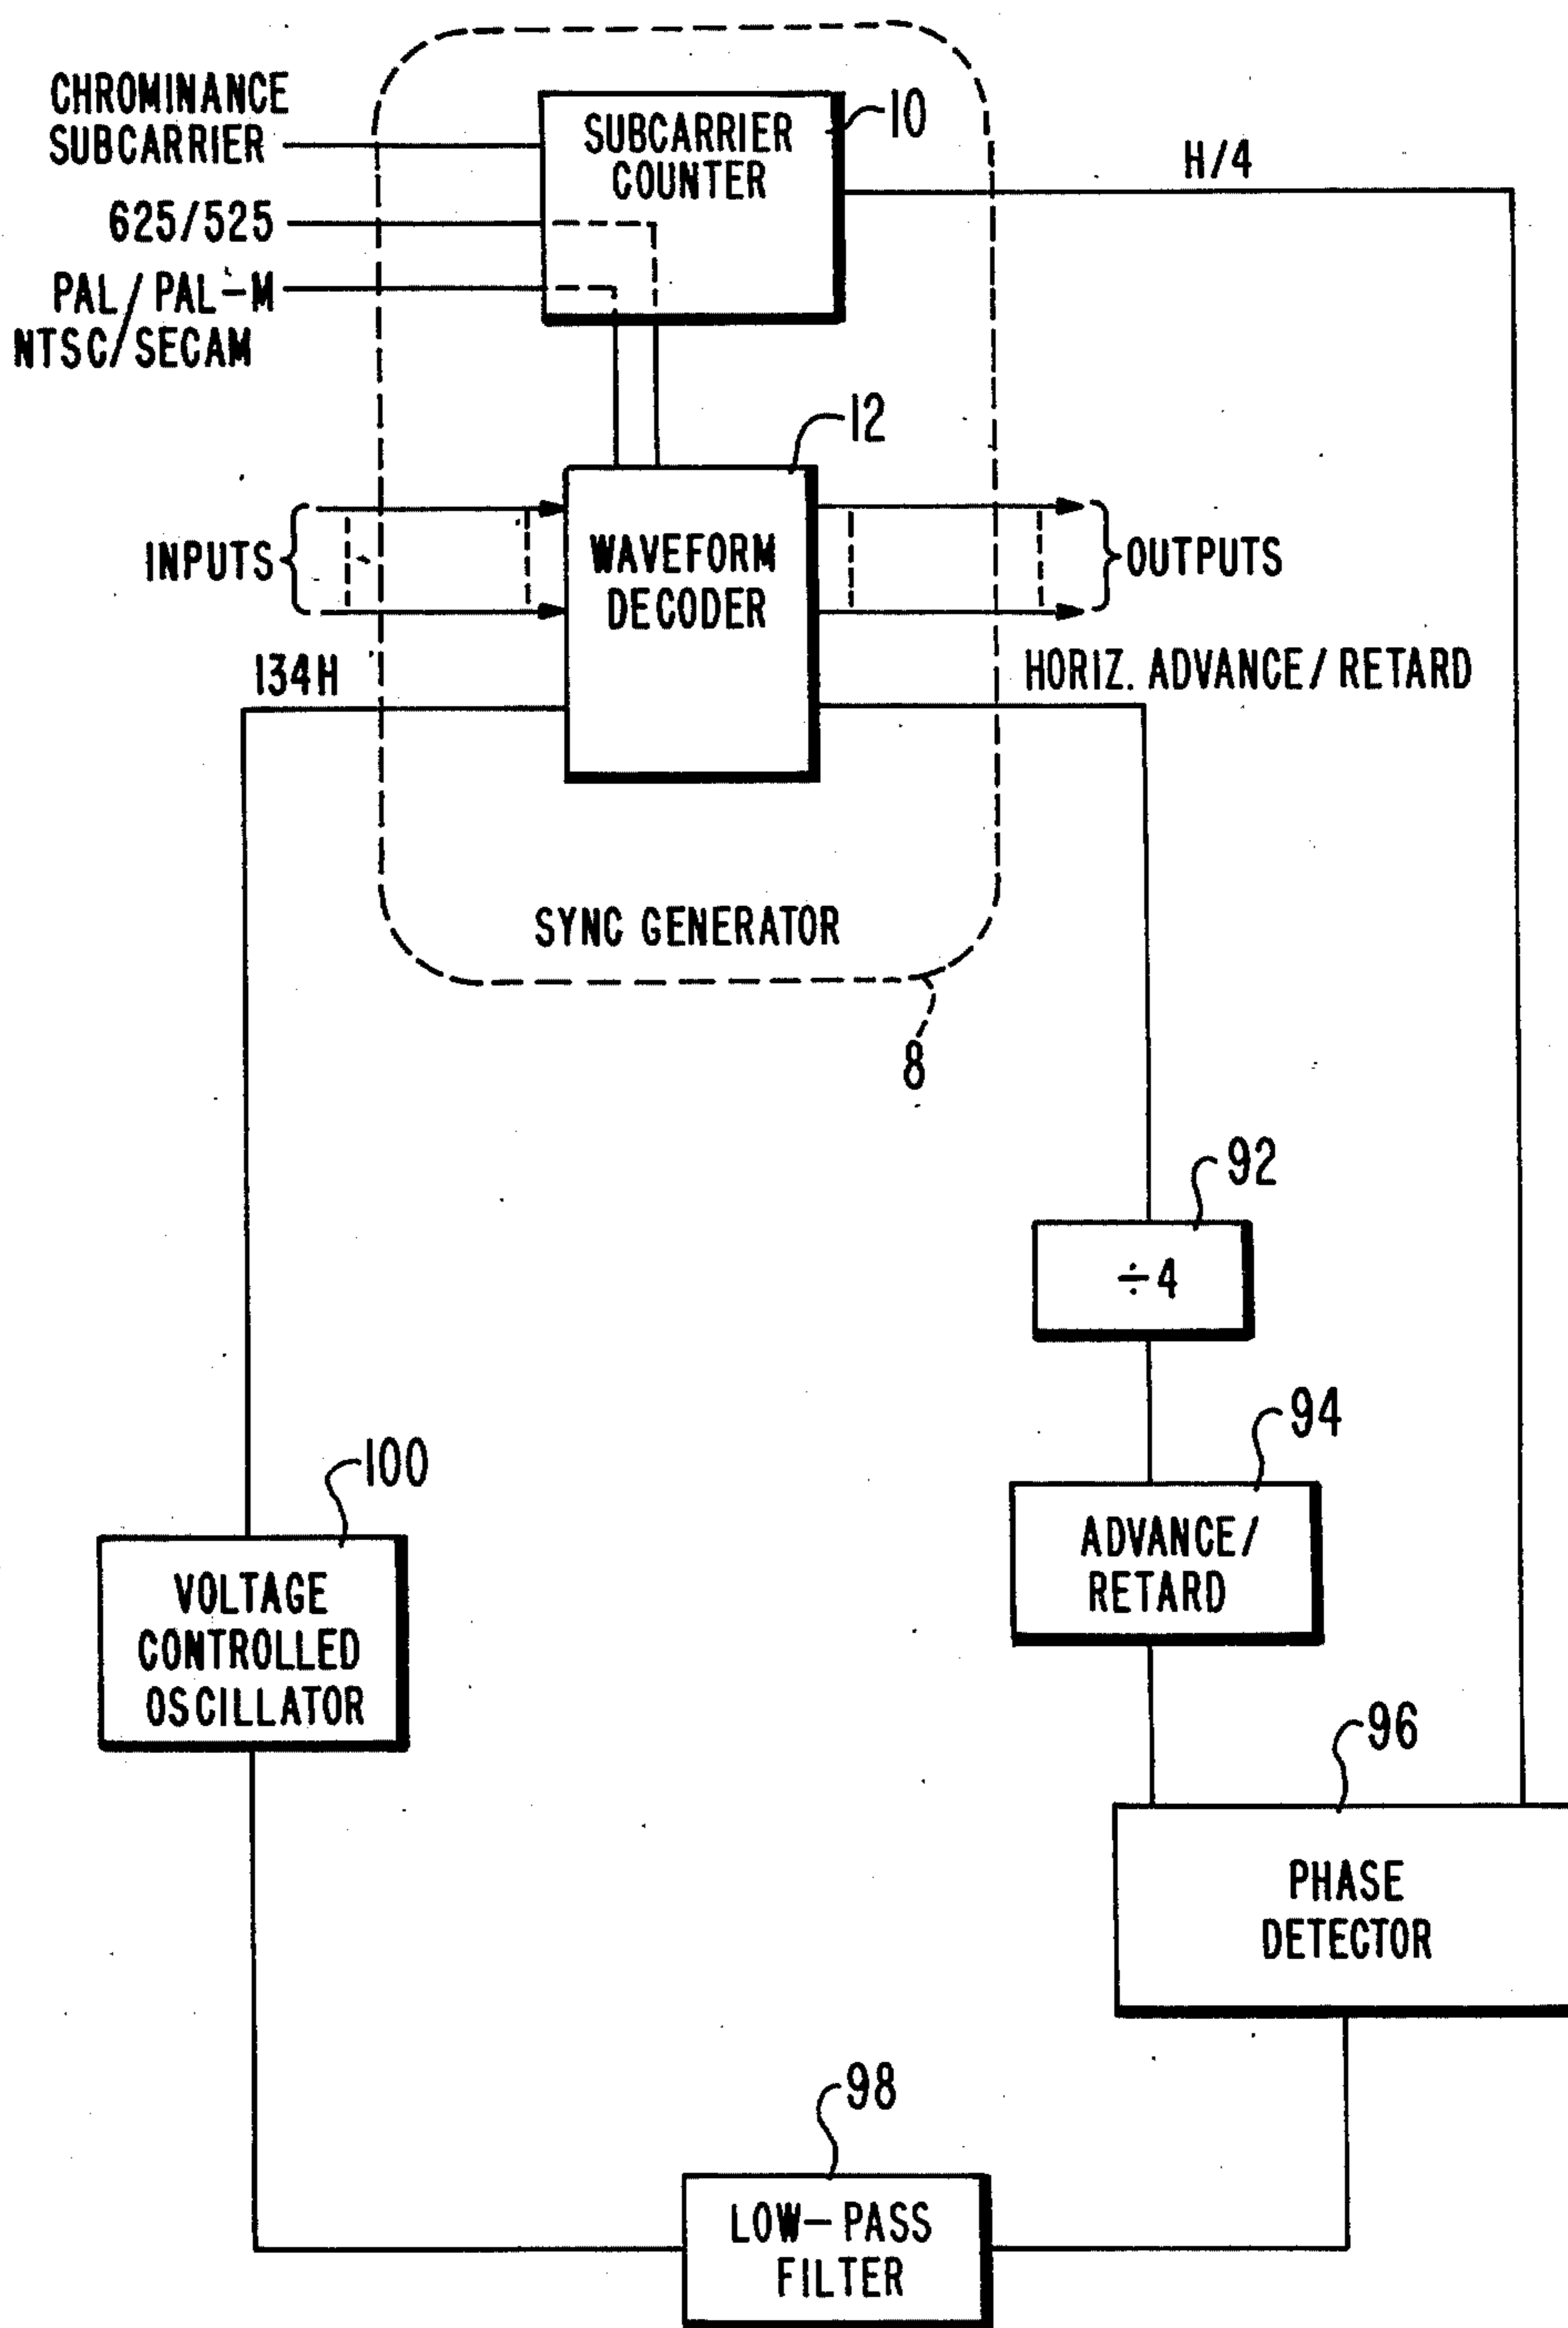 CHROMINANCE
SUBCARRIER
SUBCARRIER
COUNTER
10
H/4
625/525
PAL/PAL-M
NTSC/SECAM
12
INPUTS
WAVEFORM
DECODER
OUTPUTS
134H
HORIZ. ADVANCE/RETARD
SYNC GENERATOR
8
92
÷4
94
ADVANCE/
RETARD
100
VOLTAGE
CONTROLLED
OSCILLATOR
96
PHASE
DETECTOR
98
LOW-PASS
FILTER